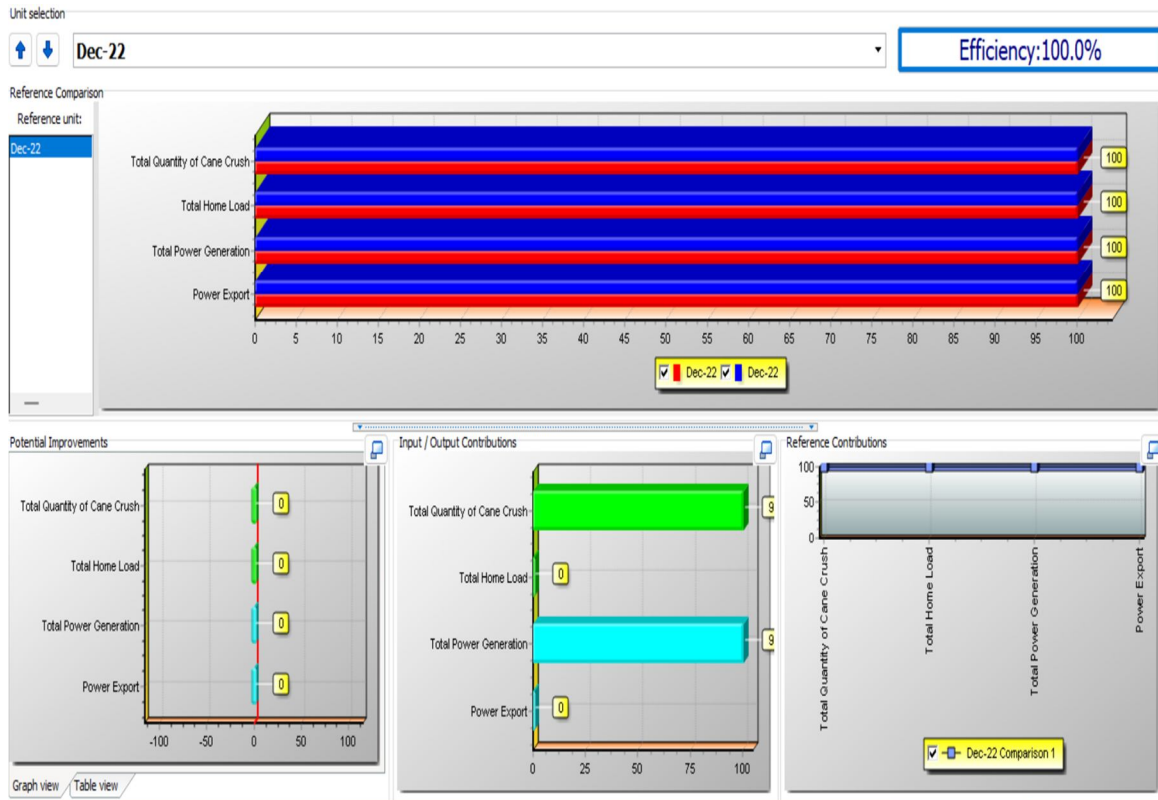 Unit selection
Dec-22
Efficiency:100.0%
Reference Comparison
Reference unit:
Dec-22
Total Quantity of Cane Crush
100
Total Home Load
100
Total Power Generation
100
Power Export
100
0 5 10 15 20 25 30 35 40 45 50 55 60 65 70 75 80 85 90 95 100
Dec-22 Dec-22
Potential Improvements
Total Quantity of Cane Crush
0
Total Home Load
0
Total Power Generation
0
Power Export
0
-100 -50 0 50 100
Graph view Table view
Input / Output Contributions
Total Quantity of Cane Crush
9
Total Home Load
0
Total Power Generation
9
Power Export
0
0 25 50 75 100
Reference Contributions
100
50
0
Total Quantity of Cane Crush
Total Home Load
Total Power Generation
Power Export
Dec-22 Comparison 1